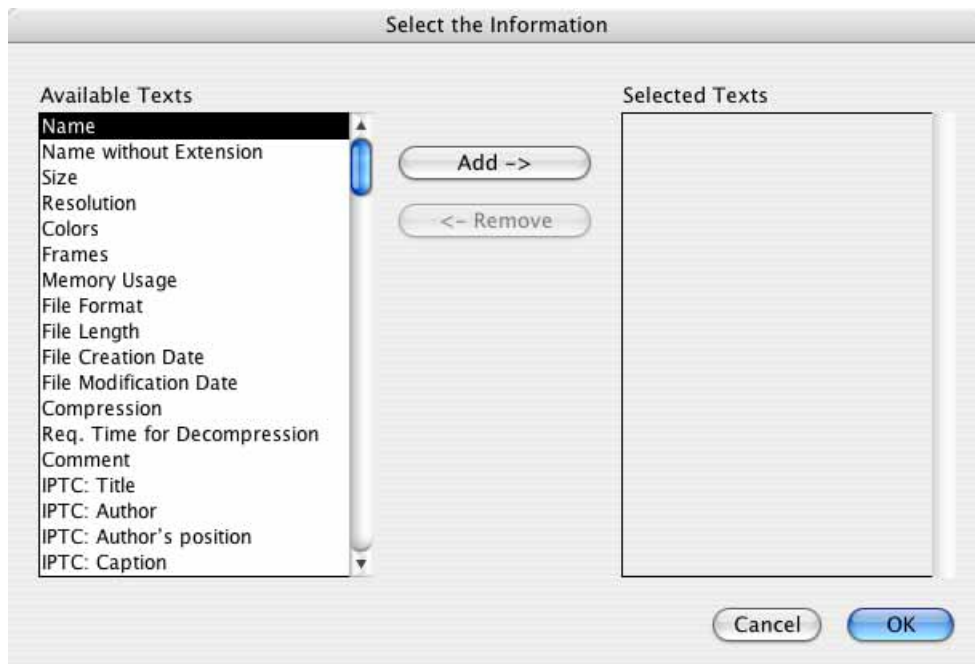 Select the Information
Available Texts
Name
Name without Extension
Size
Resolution
Colors
Frames
Memory Usage
File Format
File Length
File Creation Date
File Modification Date
Compression
Req. Time for Decompression
Comment
IPTC: Title
IPTC: Author
IPTC: Author's position
IPTC: Caption
Add ->
<- Remove
Selected Texts
Cancel
OK